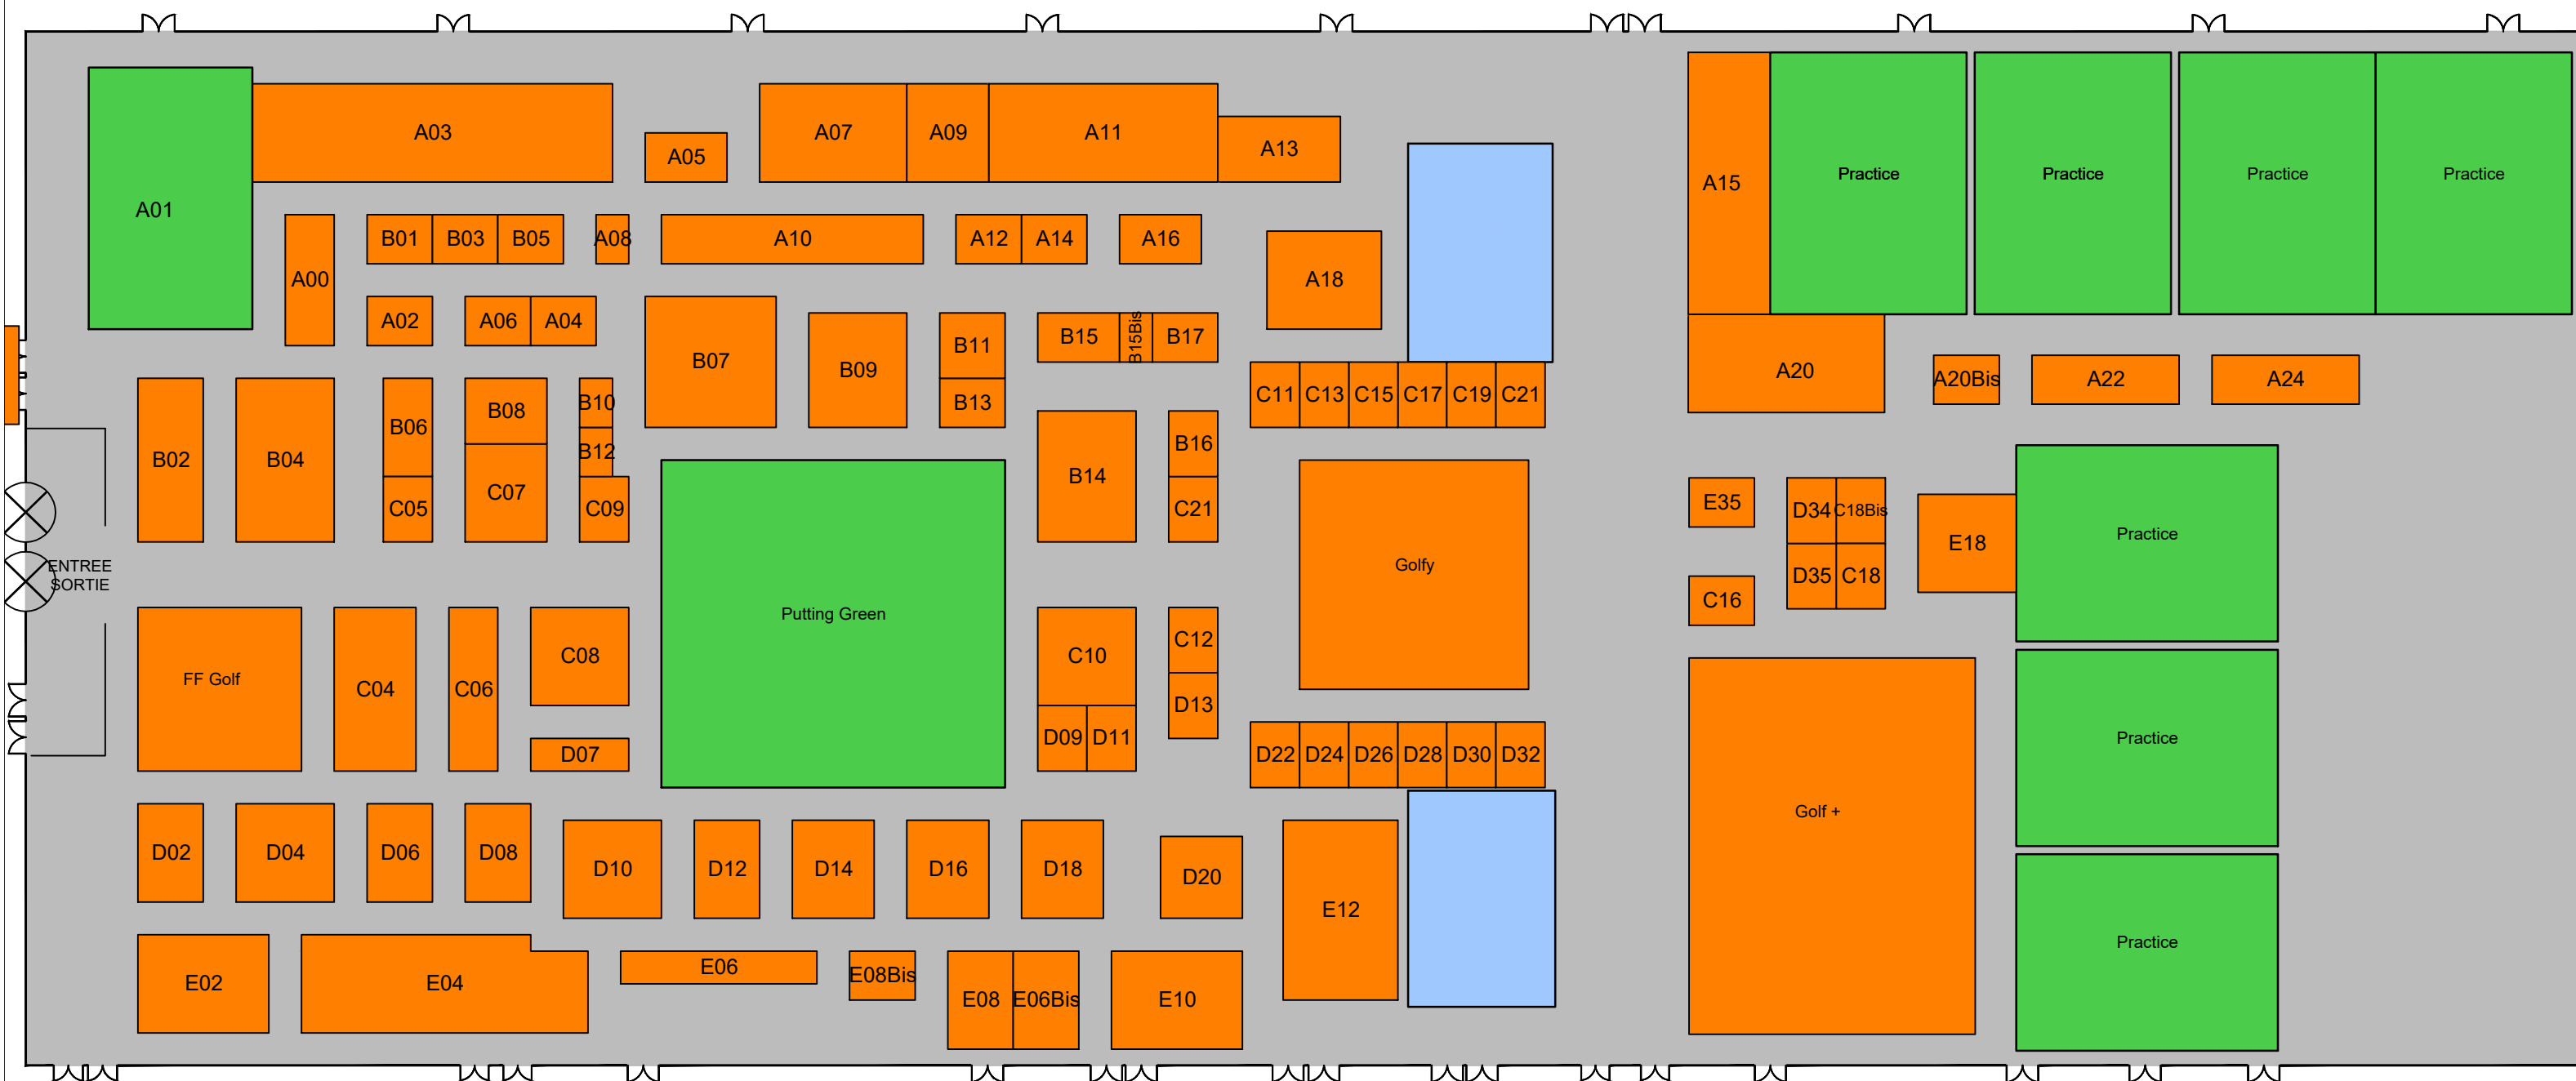 A01
A03
A05
A07
A09
A11
A13
A15
Practice
Practice
Practice
Practice
A00
B01
B03
B05
A08
A10
A12
A14
A16
A18
A02
A06
A04
B07
B09
B11
B13
B15
B15Bis
B17
C11
C13
C15
C17
C19
C21
A20
A20Bis
A22
A24
B02
B04
B06
C05
B08
C07
B10
B12
C09
B14
B16
C21
Golfy
E35
D34
C18Bis
D35
C18
C16
E18
Practice
ENTREE
SORTIE
FF Golf
C04
C06
C08
D07
Putting Green
C10
D09
D11
C12
D13
D22
D24
D26
D28
D30
D32
Golf +
Practice
D02
D04
D06
D08
D10
D12
D14
D16
D18
D20
E12
Practice
E02
E04
E06
E08Bis
E08
E06Bis
E10